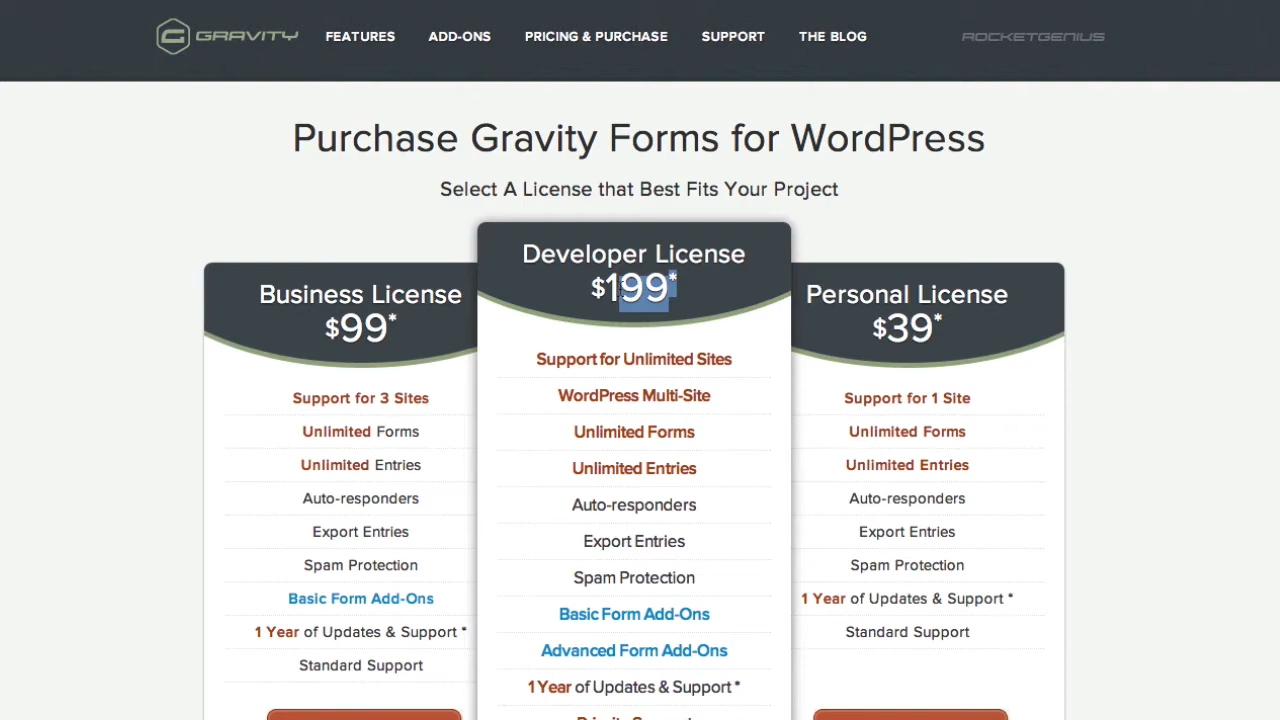 GRAVITY
FEATURES
ADD-ONS
PRICING & PURCHASE
SUPPORT
THE BLOG
ROCKETGENIUS
Purchase Gravity Forms for WordPress
Select A License that Best Fits Your Project
Business License
$99*
Support for 3 Sites
Unlimited Forms
Unlimited Entries
Auto-responders
Export Entries
Spam Protection
Basic Form Add-Ons
1 Year of Updates & Support *
Standard Support
Developer License
$199*
Support for Unlimited Sites
WordPress Multi-Site
Unlimited Forms
Unlimited Entries
Auto-responders
Export Entries
Spam Protection
Basic Form Add-Ons
Advanced Form Add-Ons
1 Year of Updates & Support *
Priority Support
Personal License
$39*
Support for 1 Site
Unlimited Forms
Unlimited Entries
Auto-responders
Export Entries
Spam Protection
1 Year of Updates & Support *
Standard Support